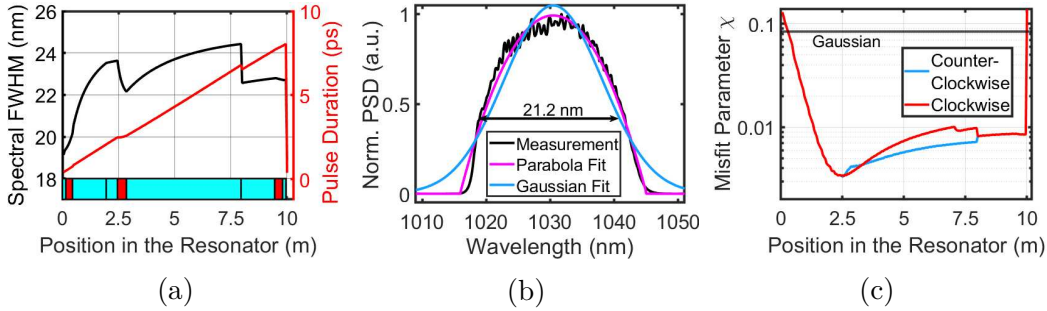 (a)
Spectral FWHM (nm)
26
24
22
20
18
Pulse Duration (ps)
10
5
0
0
2.5
5
7.5
10
Position in the Resonator (m)
(b)
Norm. PSD (a.u.)
1
0.5
0
21.2 nm
Measurement
Parabola Fit
Gaussian Fit
1010
1020
1030
1040
1050
Wavelength (nm)
(c)
Misfit Parameter χ
0.1
0.01
Gaussian
Counter-
Clockwise
Clockwise
0
2.5
5
7.5
10
Position in the Resonator (m)
(a)
(b)
(c)